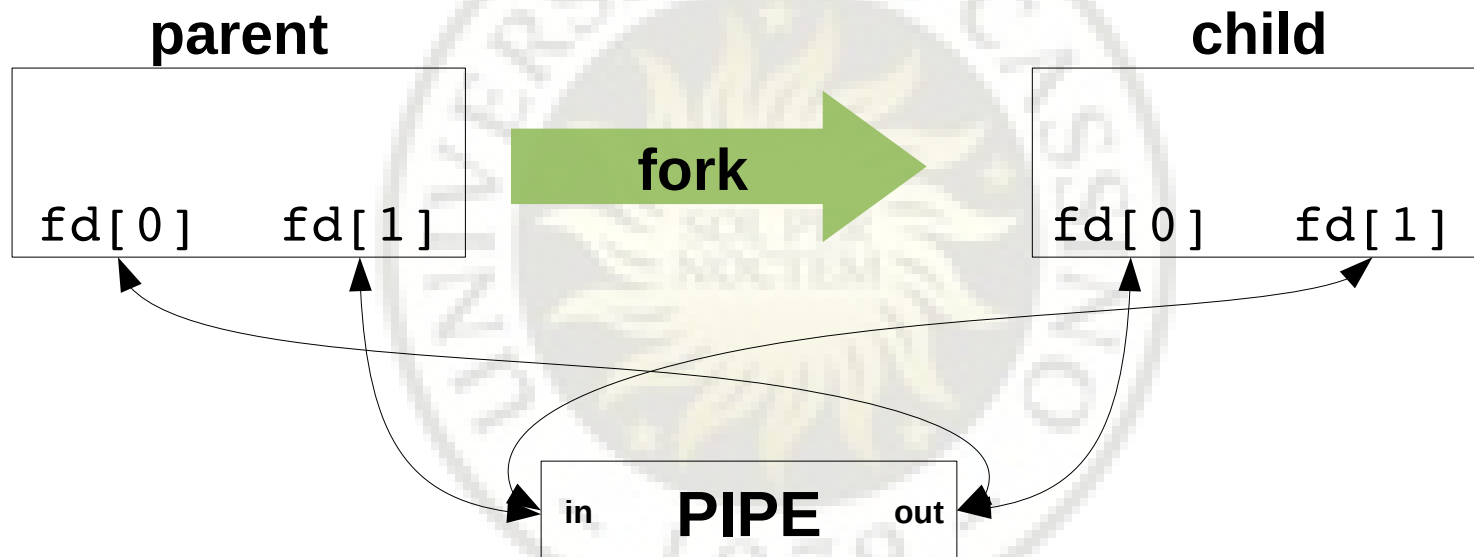 parent
child
fork
fd[0] fd[1]
fd[0] fd[1]
in PIPE out